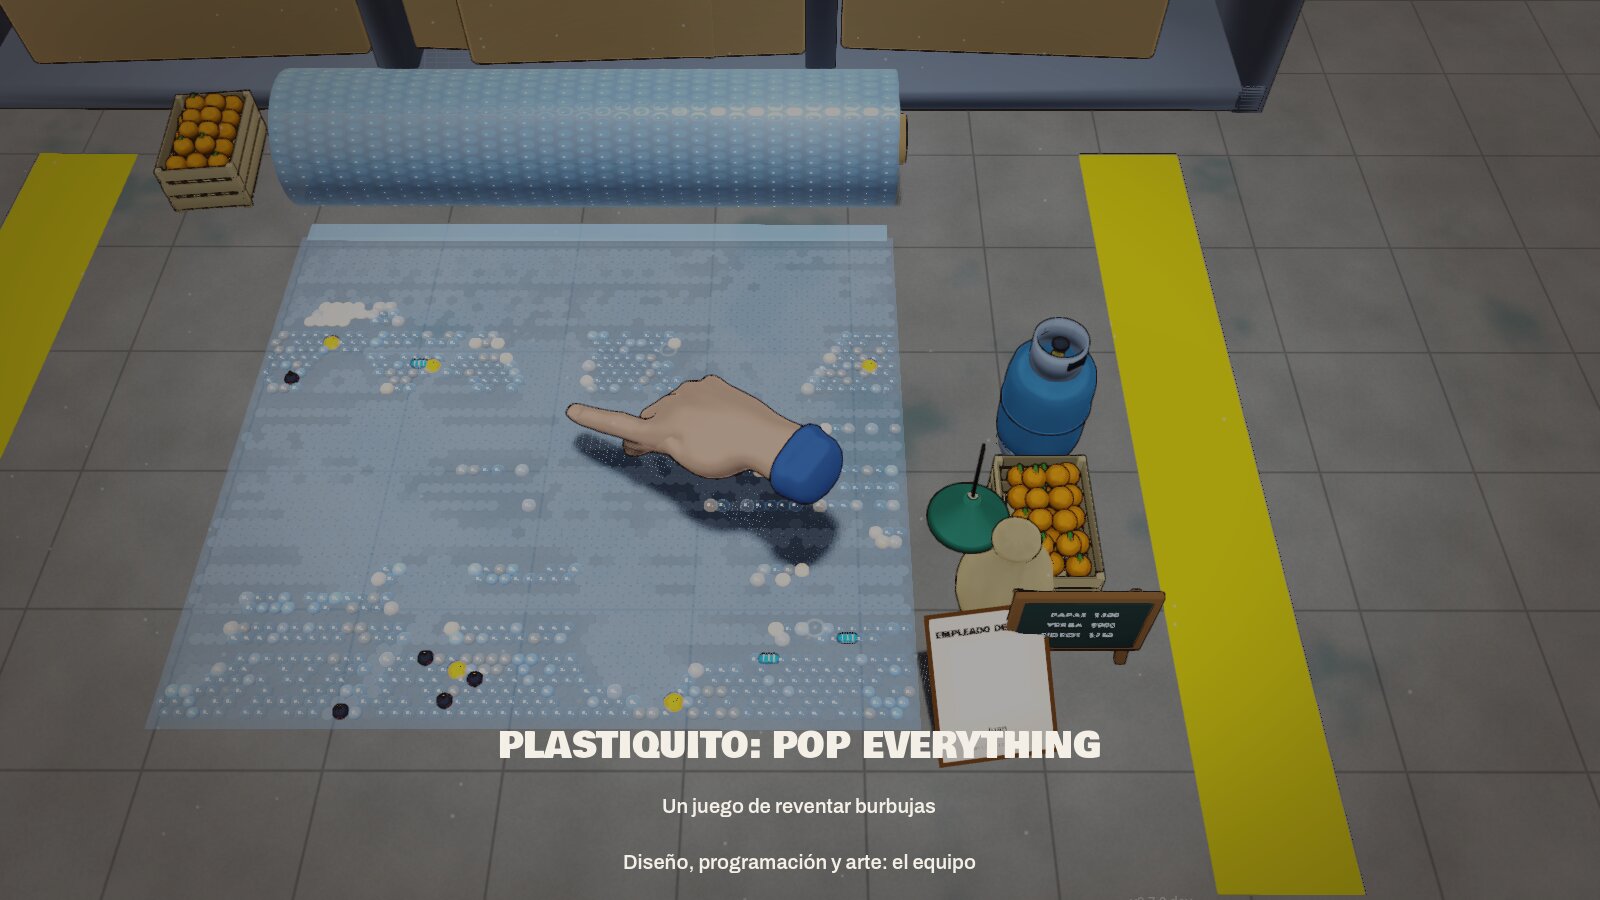 EMPLEADO DE
PLASTIQUITO: POP EVERYTHING
Un juego de reventar burbujas
Diseño, programación y arte: el equipo